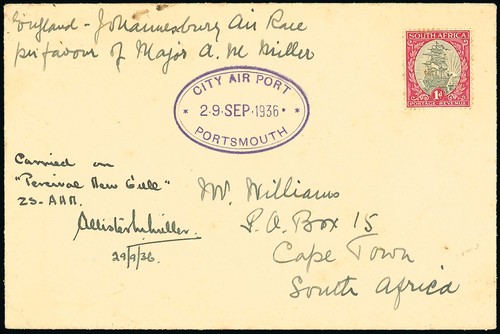 England - Johannesburg Air Race
per favour of Major A. M. Miller
SOUTH AFRICA
1D
POSTAGE-REVENUE
CITY AIR PORT
* 29·SEP·1936 *
PORTSMOUTH
Carried on
"Percival New Gull"
ZS-AHM.
Allister M. Miller.
29/9/36.
Mr. Williams
P.O. Box 15
Cape Town
South Africa